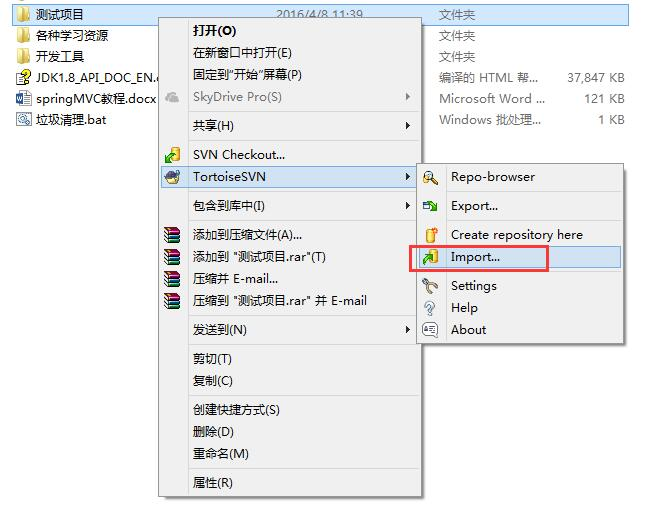 测试项目 2016/4/8 11:39 文件夹
各种学习资源 文件夹
开发工具 文件夹
JDK1.8_API_DOC_EN. 编译的 HTML 帮... 37,847 KB
springMVC教程.docx Microsoft Word ... 121 KB
垃圾清理.bat Windows 批处理... 1 KB
打开(O)
在新窗口中打开(E)
固定到"开始"屏幕(P)
SkyDrive Pro(S)
共享(H)
SVN Checkout...
TortoiseSVN
包含到库中(I)
添加到压缩文件(A)...
添加到 "测试项目.rar"(T)
压缩并 E-mail...
压缩到 "测试项目.rar" 并 E-mail
发送到(N)
剪切(T)
复制(C)
创建快捷方式(S)
删除(D)
重命名(M)
属性(R)
Repo-browser
Export...
Create repository here
Import...
Settings
Help
About